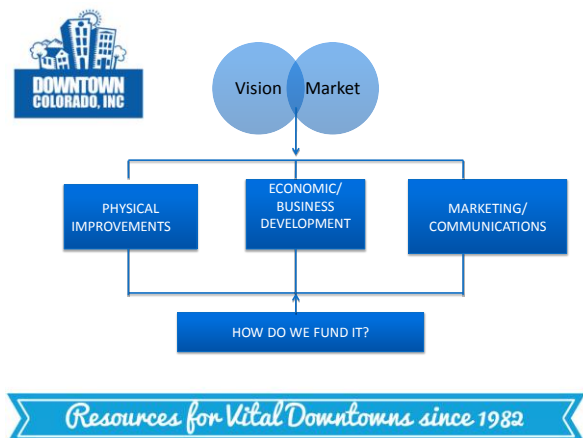 DOWNTOWN
COLORADO, INC
Vision Market
PHYSICAL
IMPROVEMENTS
ECONOMIC/
BUSINESS
DEVELOPMENT
MARKETING/
COMMUNICATIONS
HOW DO WE FUND IT?
Resources for Vital Downtowns since 1982